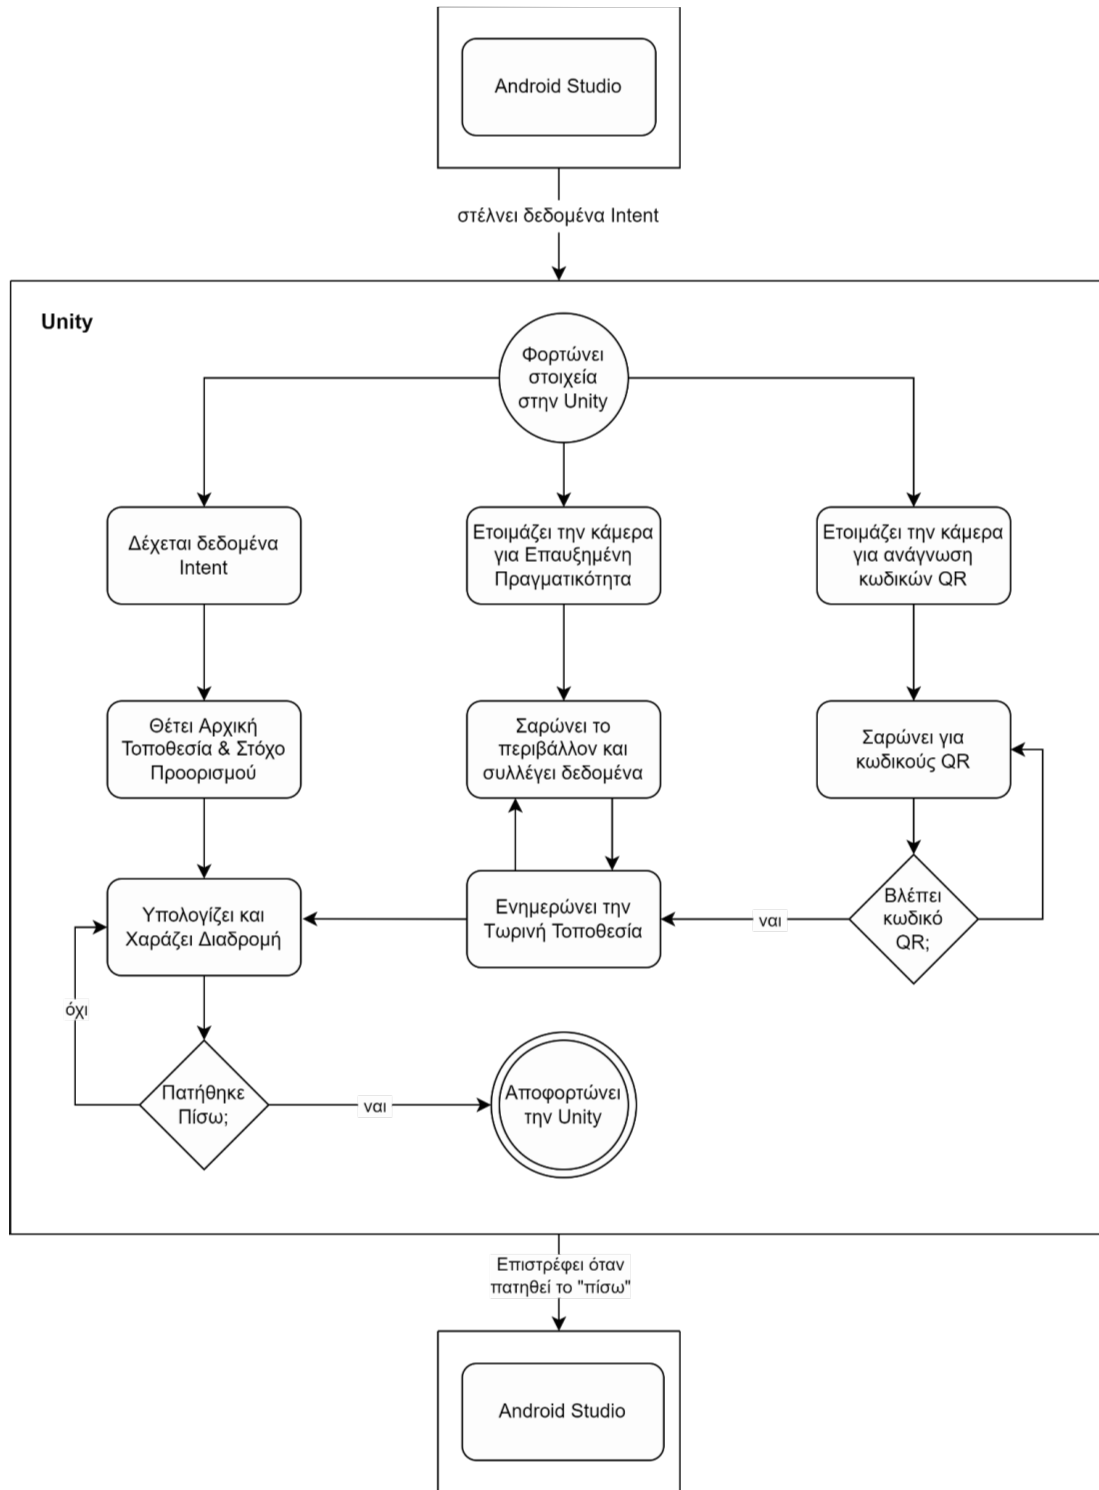 Android Studio
στέλνει δεδομένα Intent
Unity
Φορτώνει
στοιχεία
στην Unity
Δέχεται δεδομένα
Intent
Ετοιμάζει την κάμερα
για Επαυξημένη
Πραγματικότητα
Ετοιμάζει την κάμερα
για ανάγνωση
κωδικών QR
Θέτει Αρχική
Τοποθεσία & Στόχο
Προορισμού
Σαρώνει το
περιβάλλον και
συλλέγει δεδομένα
Σαρώνει για
κωδικούς QR
Υπολογίζει και
Χαράζει Διαδρομή
Ενημερώνει την
Τωρινή Τοποθεσία
ναι
Βλέπει
κωδικό
QR;
όχι
Πατήθηκε
Πίσω;
ναι
Αποφορτώνει
την Unity
Επιστρέφει όταν
πατηθεί το "πίσω"
Android Studio